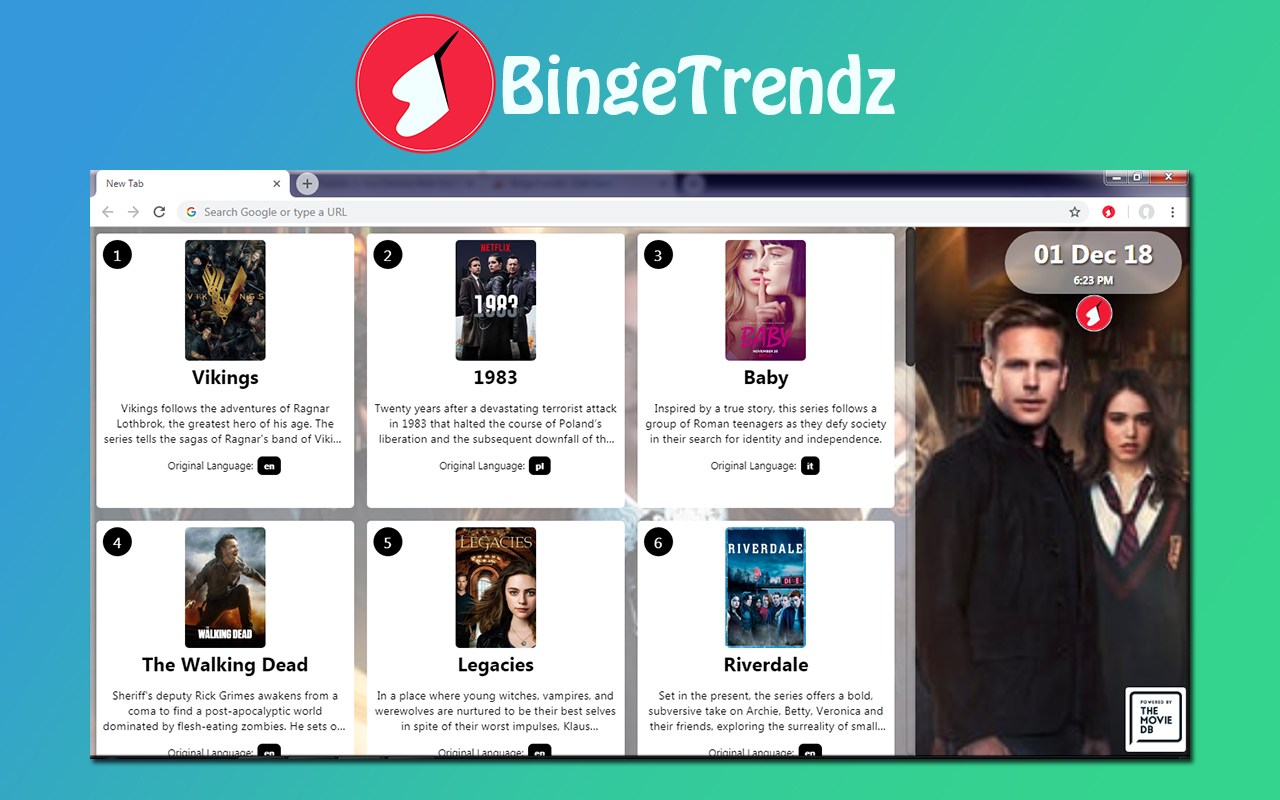 BingeTrendz
New Tab
Search Google or type a URL
01 Dec 18
6:23 PM
1
VIKINGS
Vikings
Vikings follows the adventures of Ragnar
Lothbrok, the greatest hero of his age. The
series tells the sagas of Ragnar's band of Viki...
Original Language: en
2
NETFLIX
1983
1983
Twenty years after a devastating terrorist attack
in 1983 that halted the course of Poland's
liberation and the subsequent downfall of th...
Original Language: pl
3
BABY
NOVEMBER 30
Baby
Inspired by a true story, this series follows a
group of Roman teenagers as they defy society
in their search for identity and independence.
Original Language: it
4
THE WALKING DEAD
The Walking Dead
Sheriff's deputy Rick Grimes awakens from a
coma to find a post-apocalyptic world
dominated by flesh-eating zombies. He sets o...
Original Language: en
5
LEGACIES
Legacies
In a place where young witches, vampires, and
werewolves are nurtured to be their best selves
in spite of their worst impulses, Klaus...
Original Language: en
6
RIVERDALE
Riverdale
Set in the present, the series offers a bold,
subversive take on Archie, Betty, Veronica and
their friends, exploring the surreality of small...
Original Language: en
POWERED BY
THE
MOVIE
DB